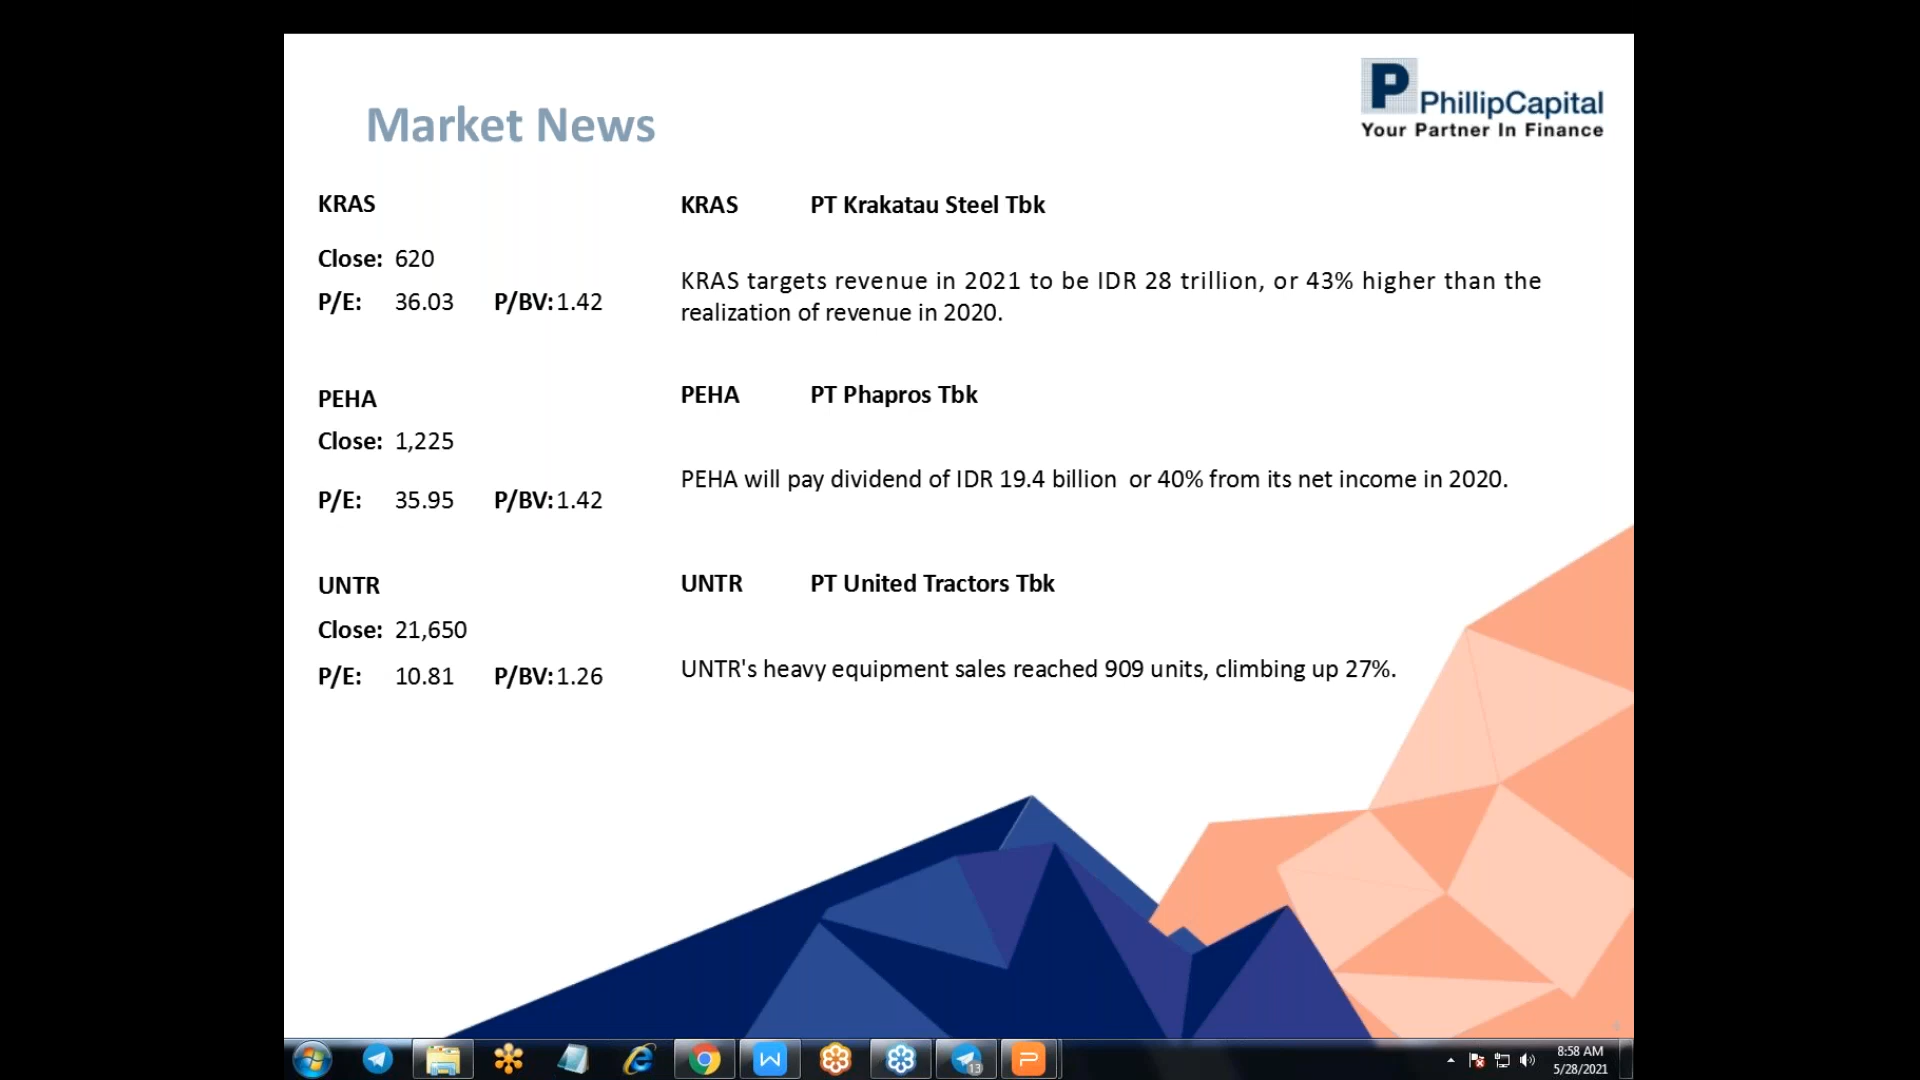 Market News
P PhillipCapital
Your Partner In Finance
KRAS
Close: 620
P/E: 36.03 P/BV: 1.42
KRAS PT Krakatau Steel Tbk
KRAS targets revenue in 2021 to be IDR 28 trillion, or 43% higher than the
realization of revenue in 2020.
PEHA
Close: 1,225
P/E: 35.95 P/BV: 1.42
PEHA PT Phapros Tbk
PEHA will pay dividend of IDR 19.4 billion or 40% from its net income in 2020.
UNTR
Close: 21,650
P/E: 10.81 P/BV: 1.26
UNTR PT United Tractors Tbk
UNTR's heavy equipment sales reached 909 units, climbing up 27%.
13
8:58 AM
5/28/2021